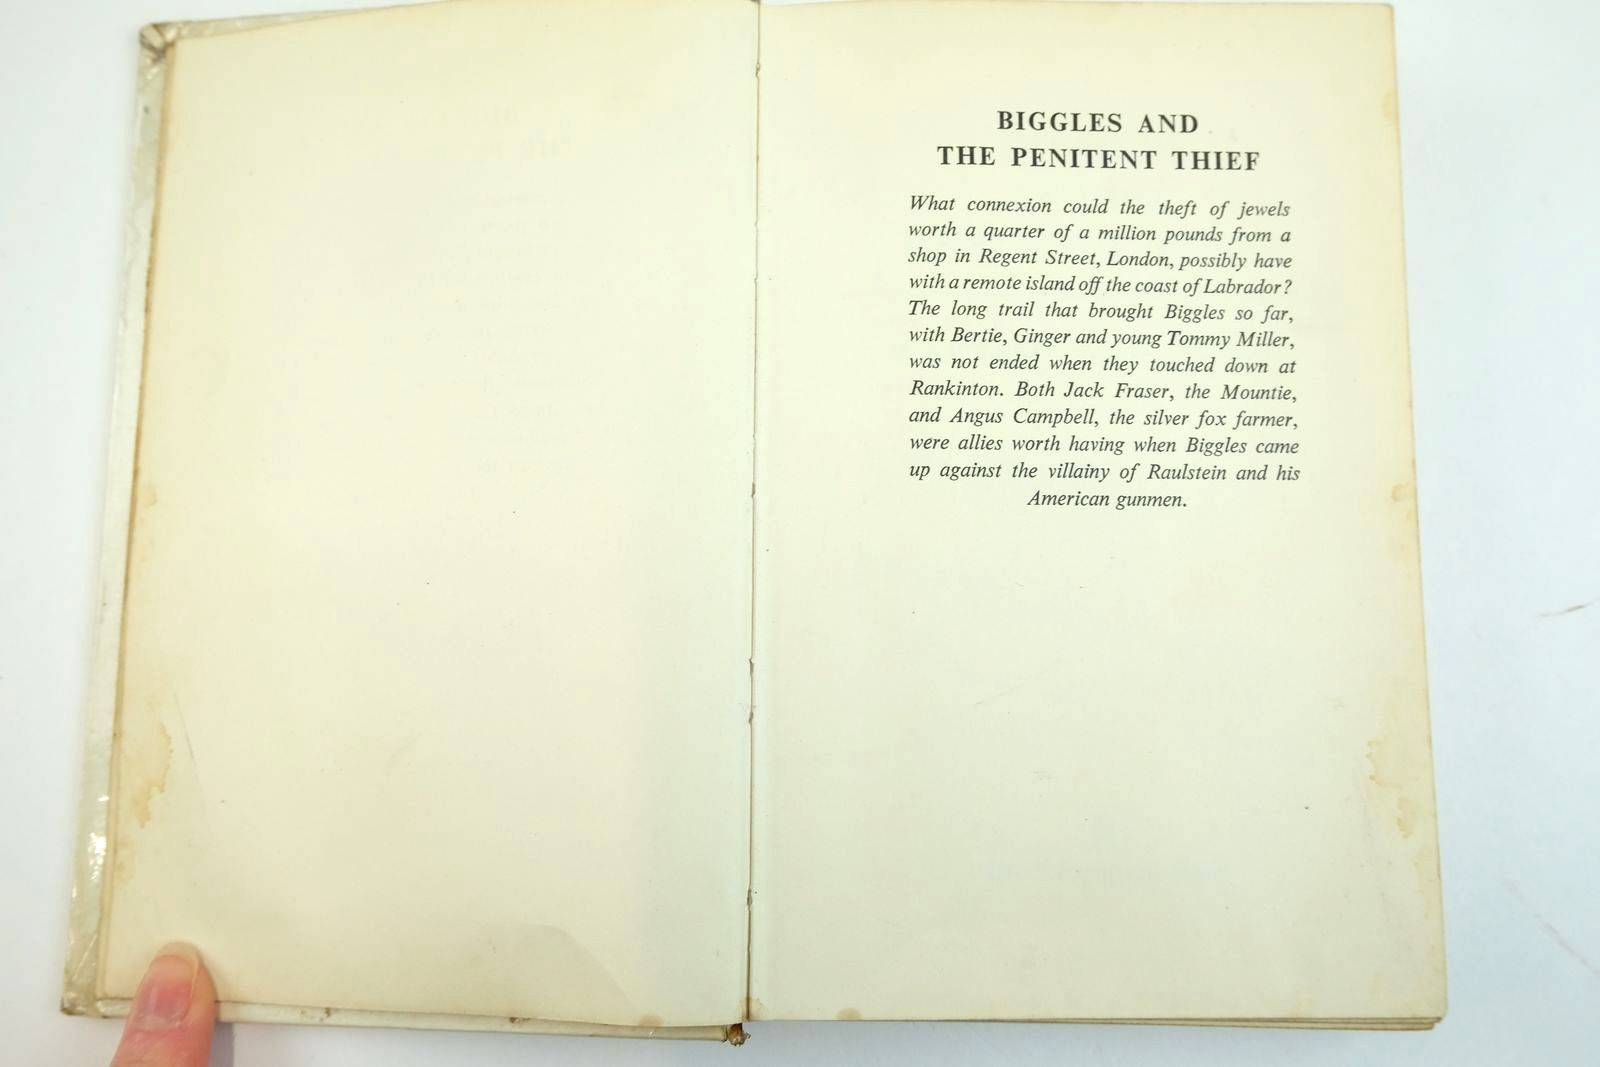 BIGGLES AND
THE PENITENT THIEF
What connexion could the theft of jewels
worth a quarter of a million pounds from a
shop in Regent Street, London, possibly have
with a remote island off the coast of Labrador?
The long trail that brought Biggles so far,
with Bertie, Ginger and young Tommy Miller,
was not ended when they touched down at
Rankinton. Both Jack Fraser, the Mountie,
and Angus Campbell, the silver fox farmer,
were allies worth having when Biggles came
up against the villainy of Raulstein and his
American gunmen.